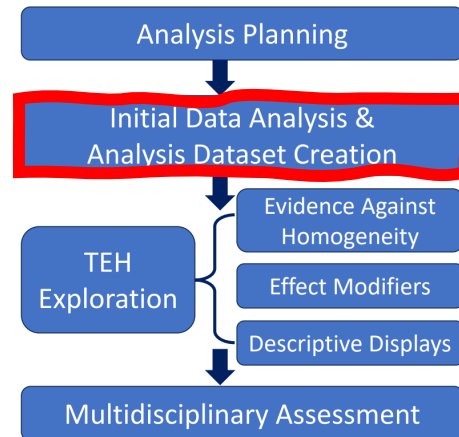 Analysis Planning
Initial Data Analysis &
Analysis Dataset Creation
Evidence Against
Homogeneity
TEH
Exploration
Effect Modifiers
Descriptive Displays
Multidisciplinary Assessment